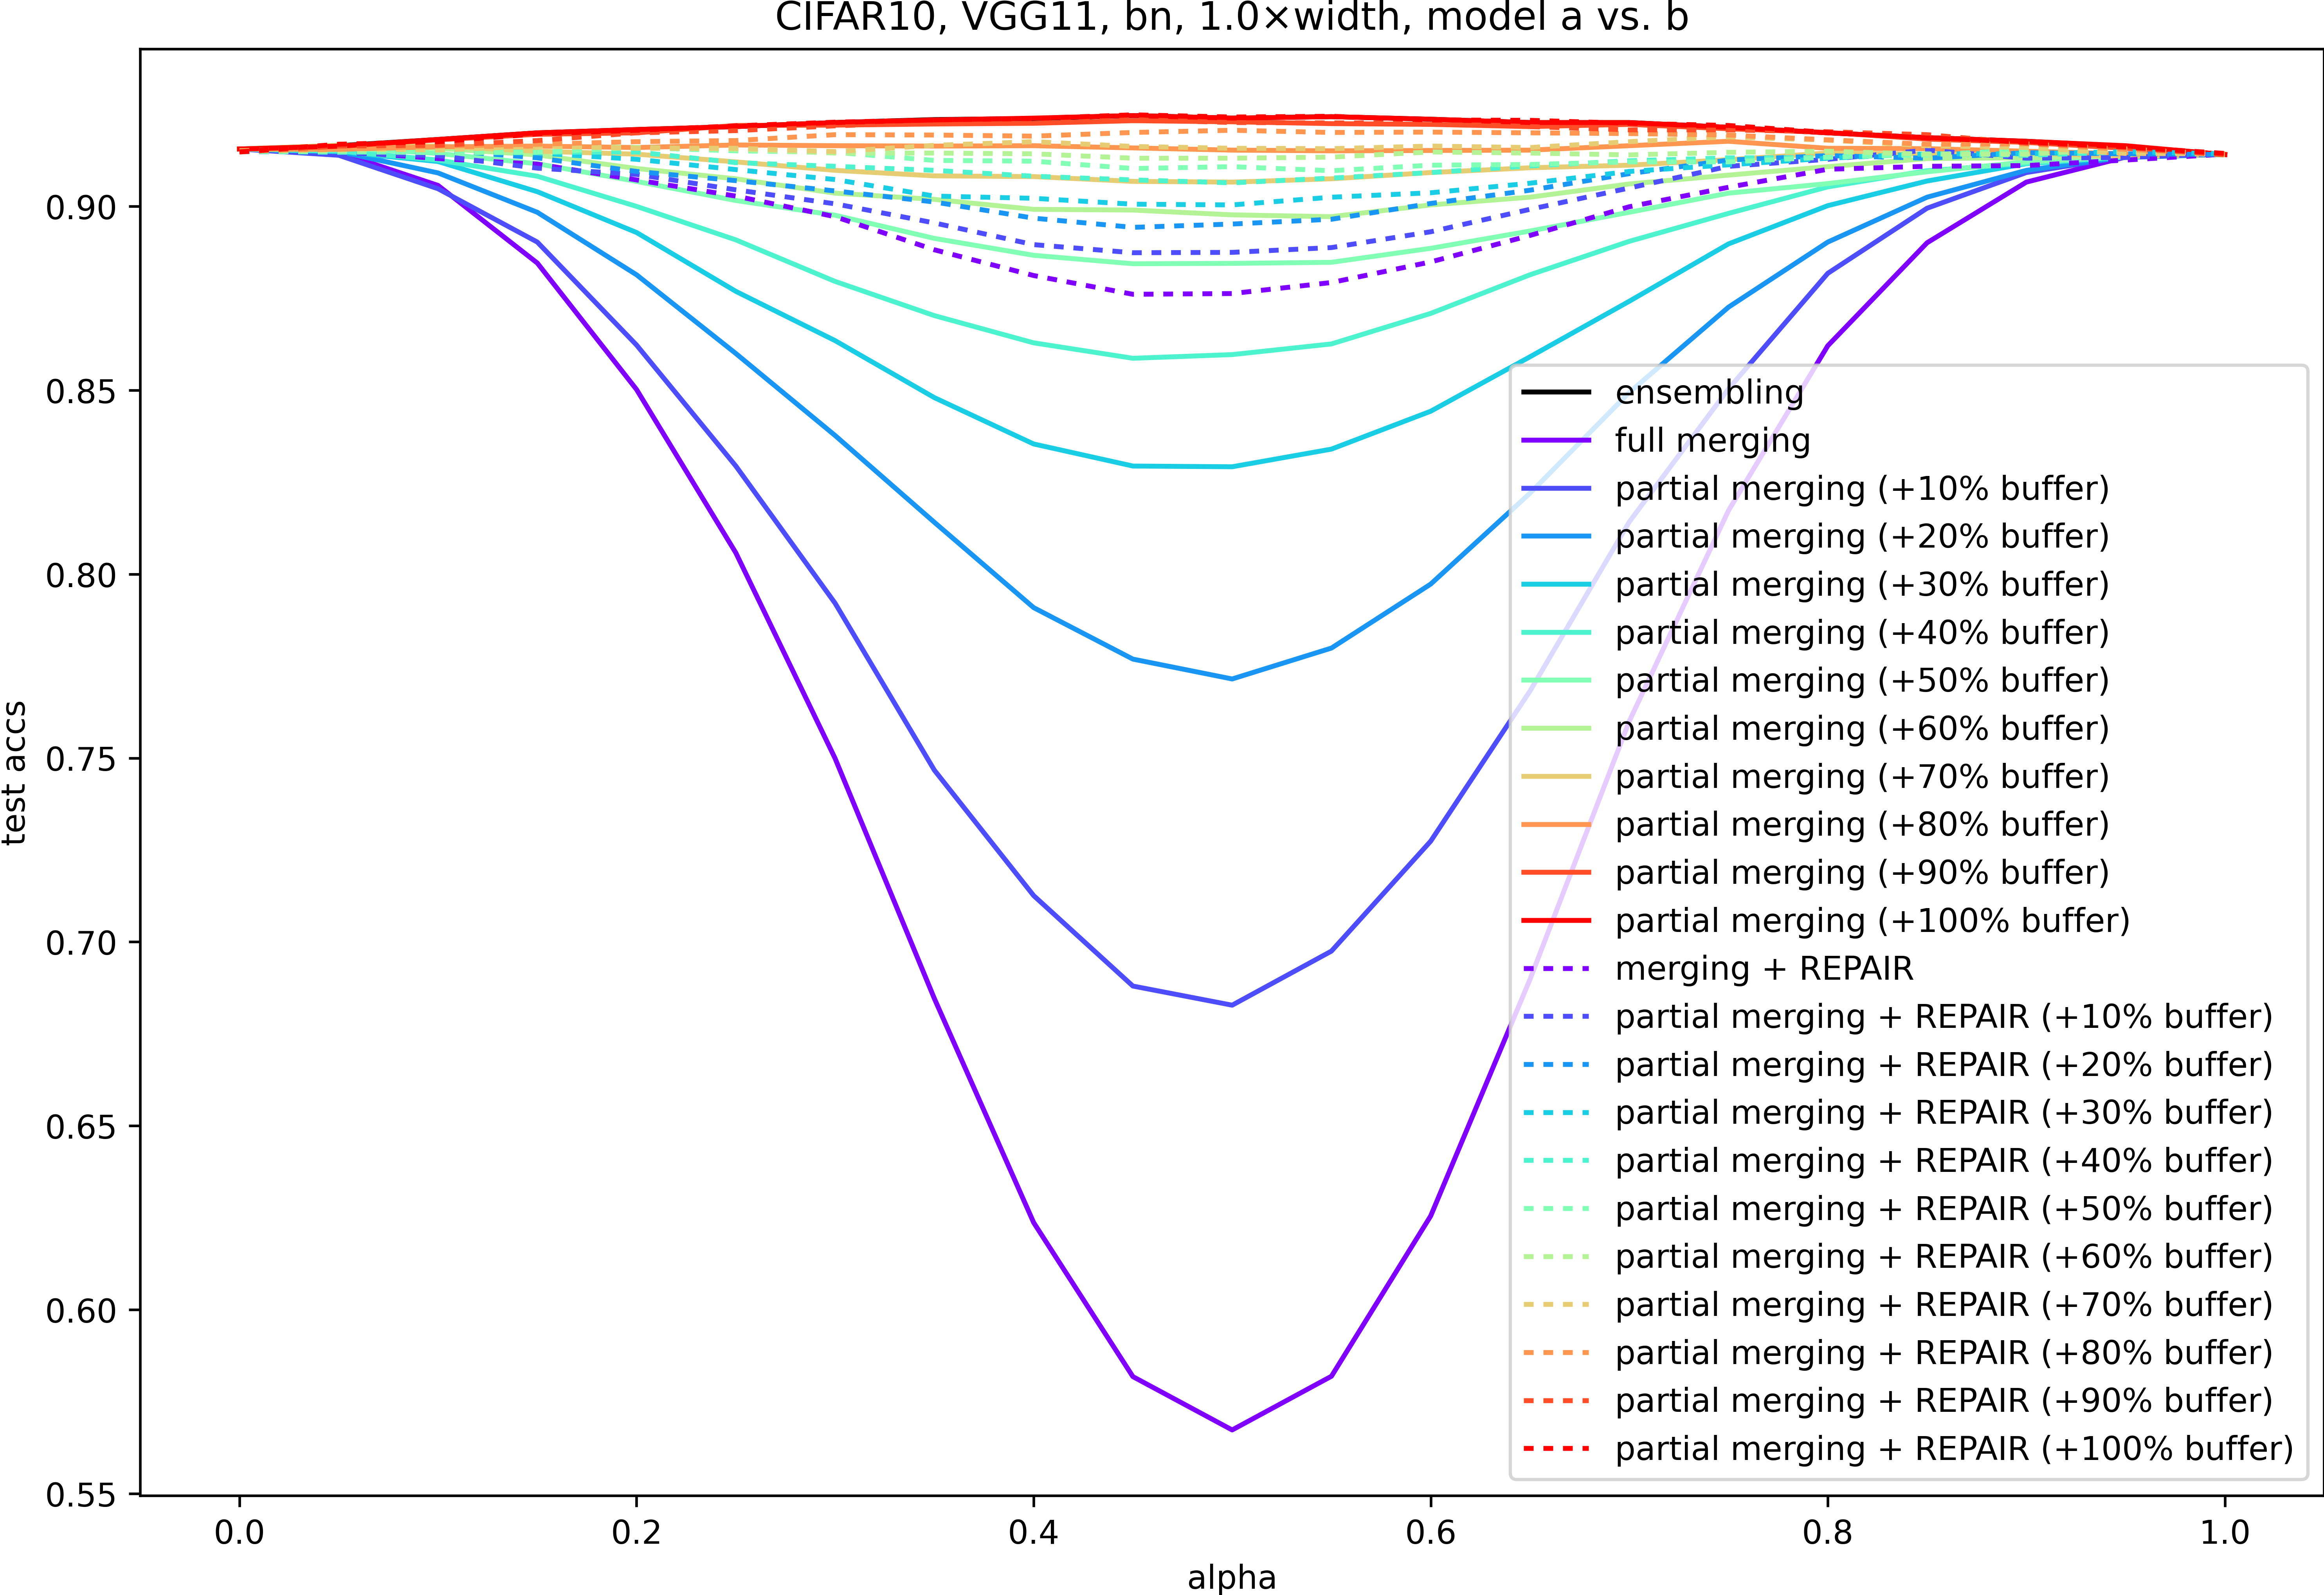 CIFAR10, VGG11, bn, 1.0×width, model a vs. b
test accs
0.90
0.85
0.80
0.75
0.70
0.65
0.60
0.55
ensembling
full merging
partial merging (+10% buffer)
partial merging (+20% buffer)
partial merging (+30% buffer)
partial merging (+40% buffer)
partial merging (+50% buffer)
partial merging (+60% buffer)
partial merging (+70% buffer)
partial merging (+80% buffer)
partial merging (+90% buffer)
partial merging (+100% buffer)
merging + REPAIR
partial merging + REPAIR (+10% buffer)
partial merging + REPAIR (+20% buffer)
partial merging + REPAIR (+30% buffer)
partial merging + REPAIR (+40% buffer)
partial merging + REPAIR (+50% buffer)
partial merging + REPAIR (+60% buffer)
partial merging + REPAIR (+70% buffer)
partial merging + REPAIR (+80% buffer)
partial merging + REPAIR (+90% buffer)
partial merging + REPAIR (+100% buffer)
0.0 0.2 0.4 0.6 0.8 1.0
alpha